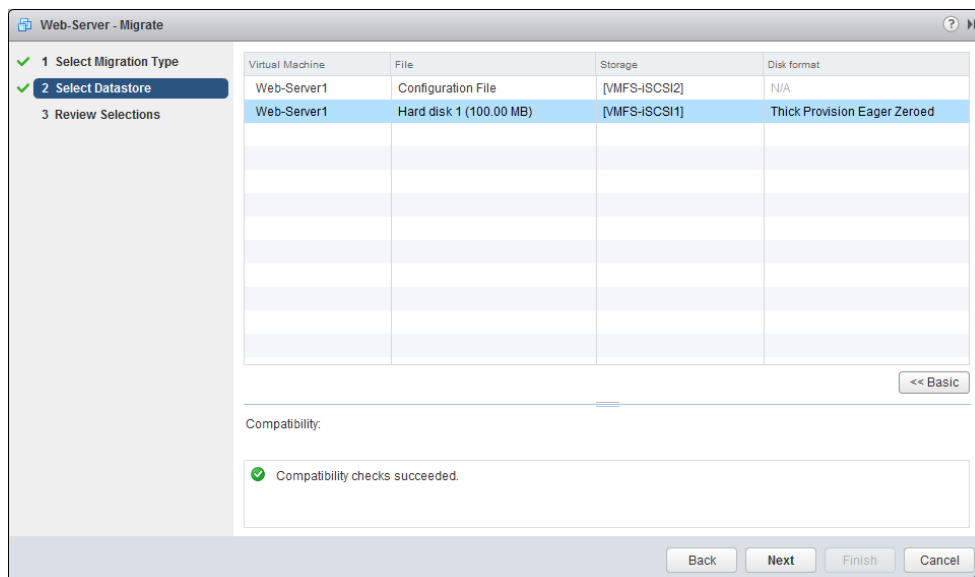 Web-Server - Migrate
?
1 Select Migration Type
2 Select Datastore
3 Review Selections
Virtual Machine File Storage Disk format
Web-Server1 Configuration File [VMFS-iSCSI2] N/A
Web-Server1 Hard disk 1 (100.00 MB) [VMFS-iSCSI1] Thick Provision Eager Zeroed
<< Basic
Compatibility:
Compatibility checks succeeded.
Back Next Finish Cancel